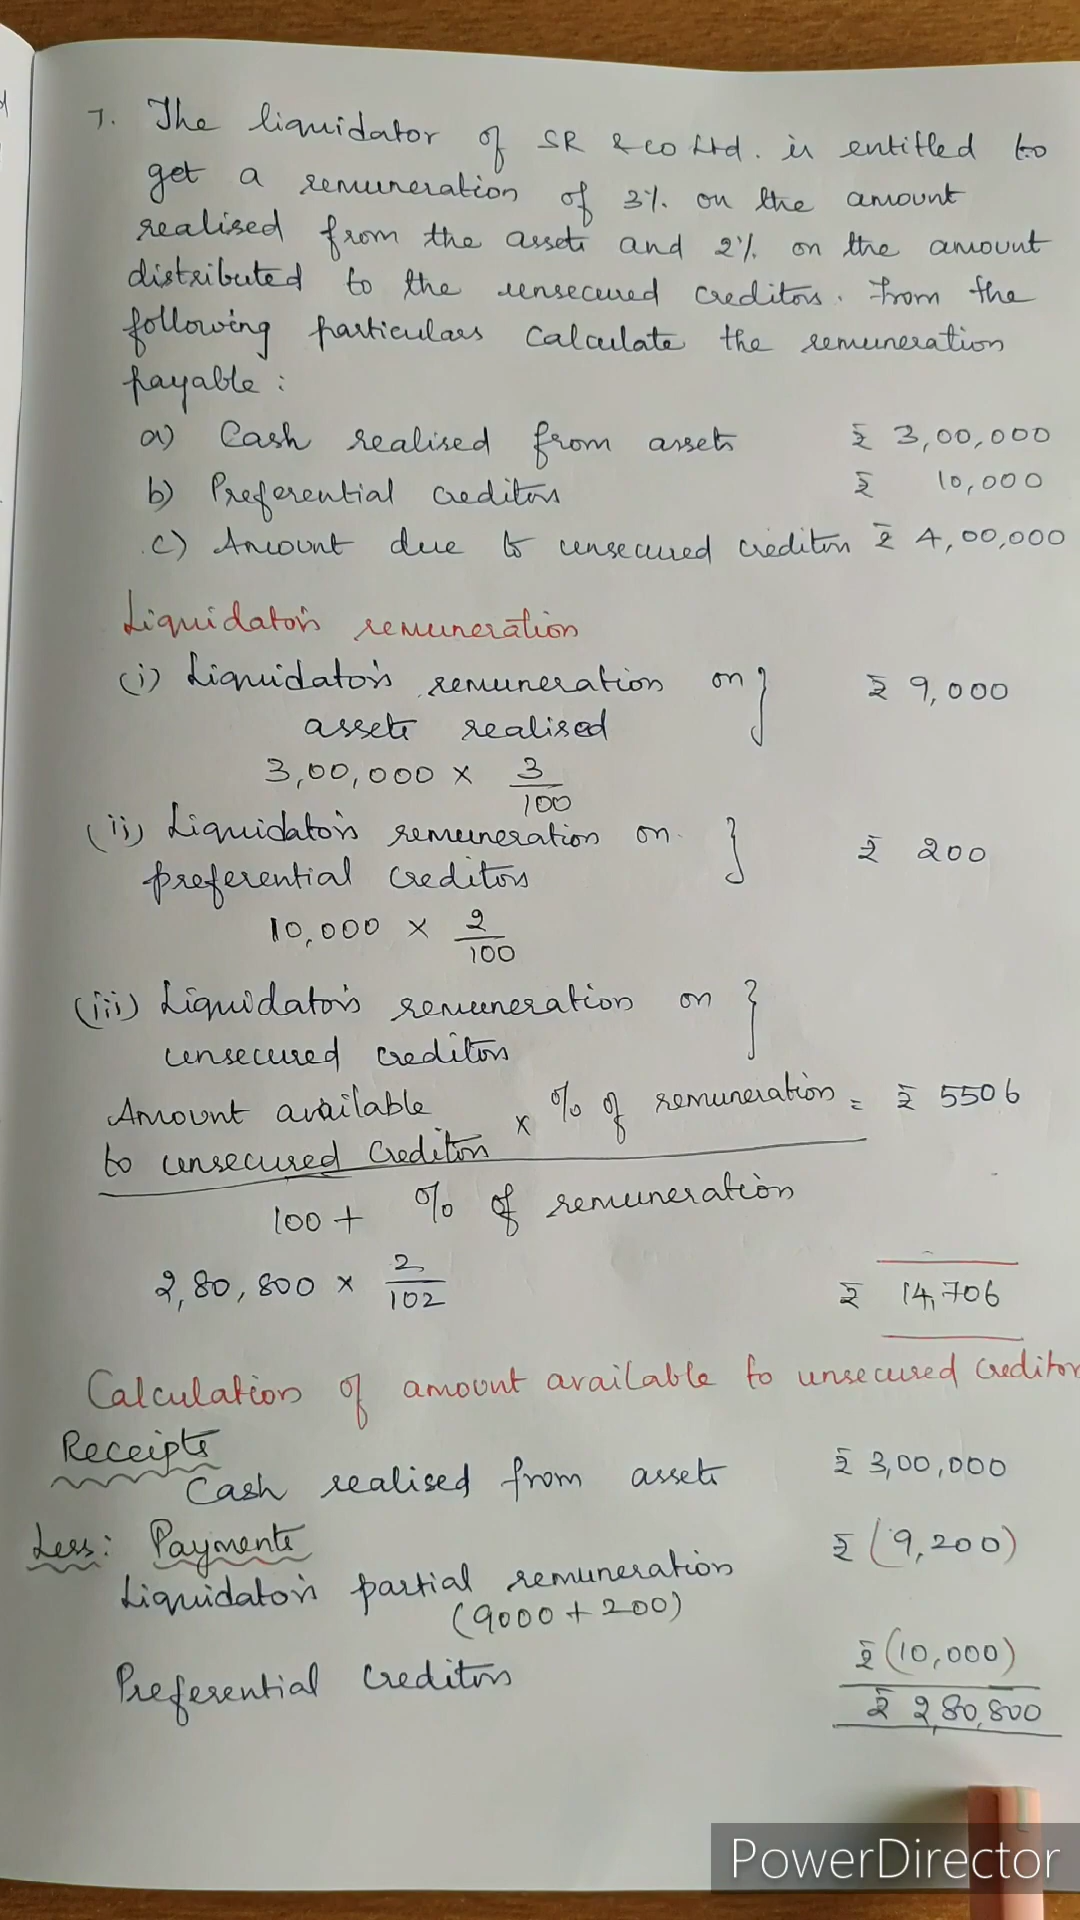 7. The liquidator of SR & Co Ltd. is entitled to
get a remuneration of 3% on the amount
realised from the assets and 2% on the amount
distributed to the unsecured creditors. From the
following particulars calculate the remuneration
payable:
a) Cash realised from assets ₹ 3,00,000
b) Preferential creditors ₹ 10,000
c) Amount due to unsecured creditors ₹ 4,00,000
Liquidator's remuneration
(i) Liquidator's remuneration on } ₹ 9,000
assets realised
3,00,000 × 3/100
(ii) Liquidator's remuneration on } ₹ 200
preferential creditors
10,000 × 2/100
(iii) Liquidator's remuneration on }
unsecured creditors
Amount available × % of remuneration = ₹ 5506
to unsecured creditors
100 + % of remuneration
2,80,800 × 2/102
₹ 14,706
Calculation of amount available to unsecured creditor
Receipts
Cash realised from assets ₹ 3,00,000
Less: Payments ₹ (9,200)
Liquidator's partial remuneration
(9000 + 200)
Preferential creditors ₹ (10,000)
₹ 2,80,800
PowerDirector